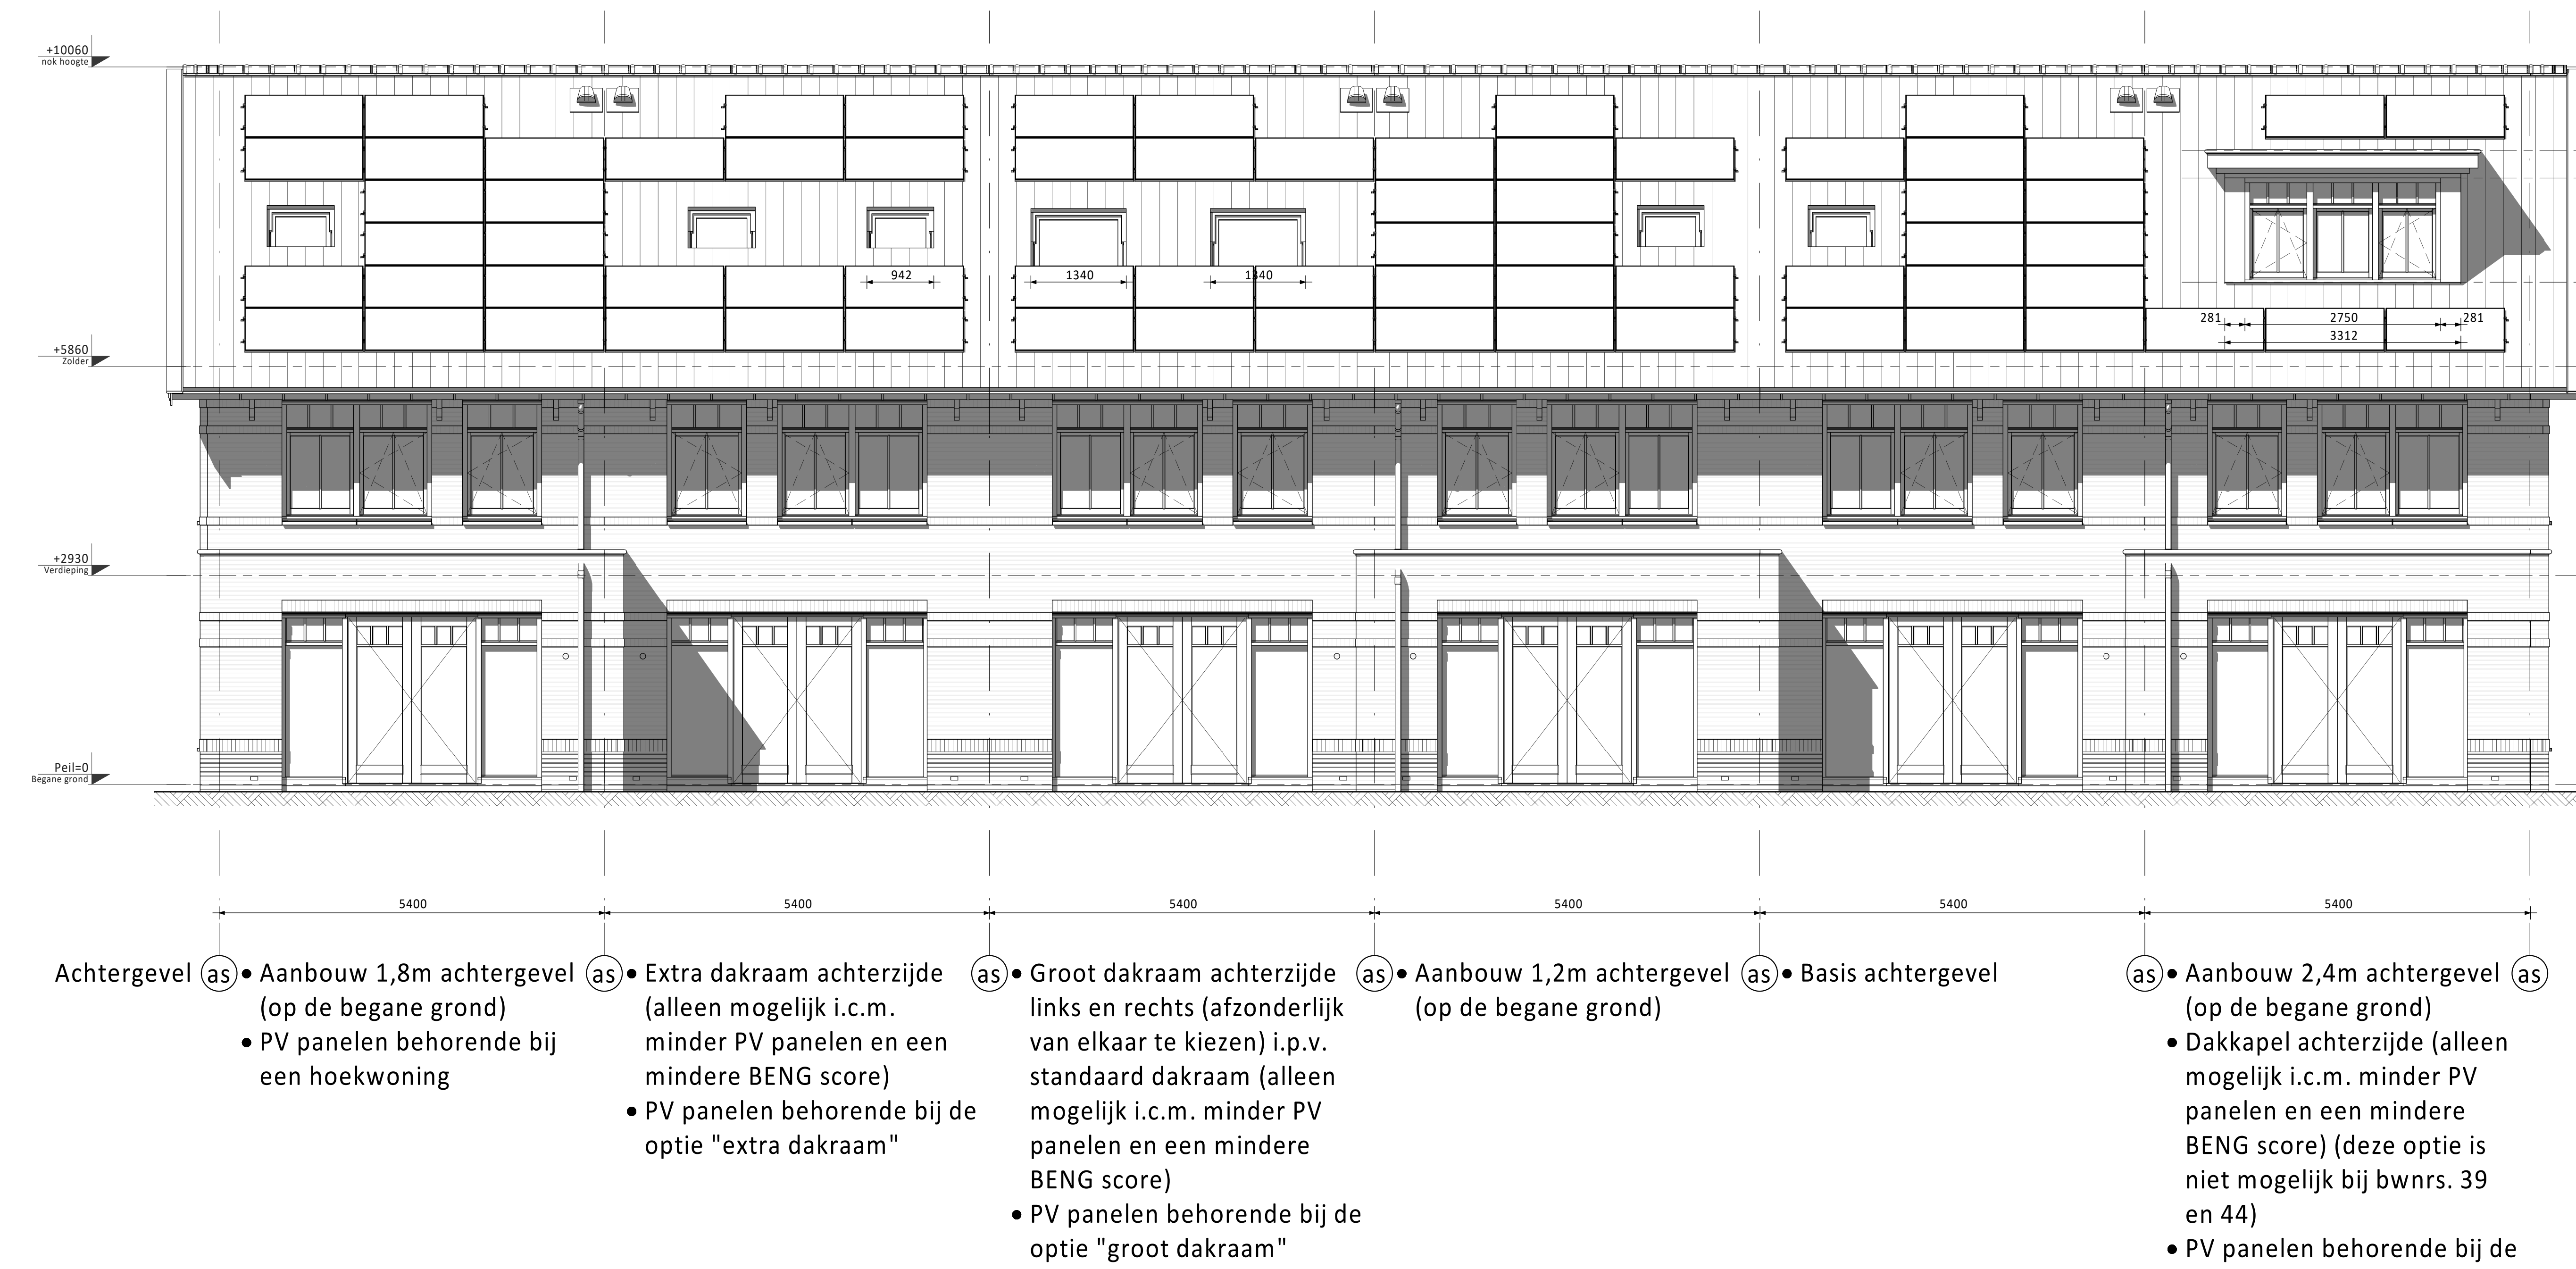 +10060
nok hoogte
942
1340
1340
281
2750
281
3312
+5860
Zolder
+2930
Verdieping
Peil=0
Begane grond
5400
5400
5400
5400
5400
5400
Achtergevel
as
• Aanbouw 1,8m achtergevel
(op de begane grond)
• PV panelen behorende bij
een hoekwoning
as
• Extra dakraam achterzijde
(alleen mogelijk i.c.m.
minder PV panelen en een
mindere BENG score)
• PV panelen behorende bij de
optie "extra dakraam"
as
• Groot dakraam achterzijde
links en rechts (afzonderlijk
van elkaar te kiezen) i.p.v.
standaard dakraam (alleen
mogelijk i.c.m. minder PV
panelen en een mindere
BENG score)
• PV panelen behorende bij de
optie "groot dakraam"
as
• Aanbouw 1,2m achtergevel
(op de begane grond)
as
• Basis achtergevel
as
• Aanbouw 2,4m achtergevel
(op de begane grond)
• Dakkapel achterzijde (alleen
mogelijk i.c.m. minder PV
panelen en een mindere
BENG score) (deze optie is
niet mogelijk bij bwnrs. 39
en 44)
• PV panelen behorende bij de
as